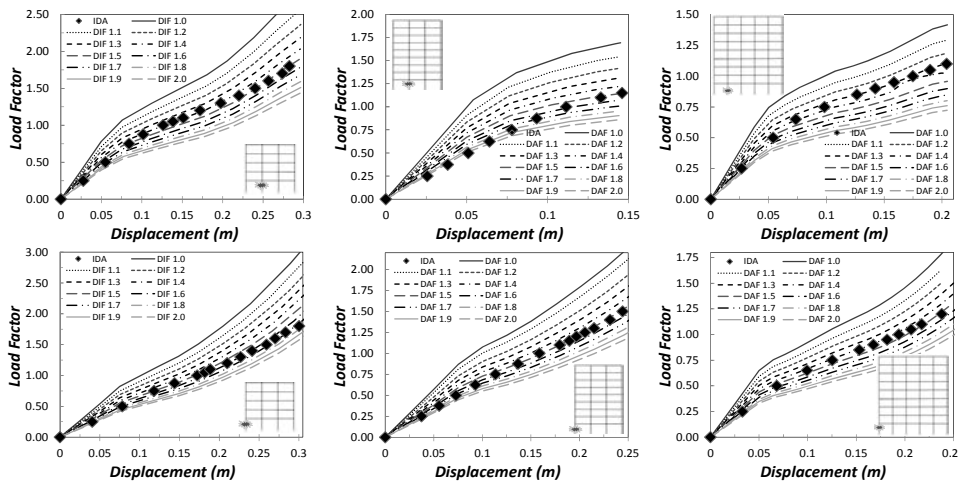 2.50
2.00
1.50
1.00
0.50
0.00
Load Factor
IDA DIF 1.0
DIF 1.1 DIF 1.2
DIF 1.3 DIF 1.4
DIF 1.5 DIF 1.6
DIF 1.7 DIF 1.8
DIF 1.9 DIF 2.0
0 0.05 0.1 0.15 0.2 0.25 0.3
Displacement (m)
2.00
1.75
1.50
1.25
1.00
0.75
0.50
0.25
0.00
Load Factor
IDA DAF 1.0
DAF 1.1 DAF 1.2
DAF 1.3 DAF 1.4
DAF 1.5 DAF 1.6
DAF 1.7 DAF 1.8
DAF 1.9 DAF 2.0
0 0.05 0.1 0.15
Displacement (m)
1.50
1.25
1.00
0.75
0.50
0.25
0.00
Load Factor
IDA DAF 1.0
DAF 1.1 DAF 1.2
DAF 1.3 DAF 1.4
DAF 1.5 DAF 1.6
DAF 1.7 DAF 1.8
DAF 1.9 DAF 2.0
0 0.05 0.1 0.15 0.2
Displacement (m)
3.00
2.50
2.00
1.50
1.00
0.50
0.00
Load Factor
IDA DIF 1.0
DIF 1.1 DIF 1.2
DIF 1.3 DIF 1.4
DIF 1.5 DIF 1.6
DIF 1.7 DIF 1.8
DIF 1.9 DIF 2.0
0 0.05 0.1 0.15 0.2 0.25 0.3
Displacement (m)
2.00
1.75
1.50
1.25
1.00
0.75
0.50
0.25
0.00
Load Factor
IDA DAF 1.0
DAF 1.1 DAF 1.2
DAF 1.3 DAF 1.4
DAF 1.5 DAF 1.6
DAF 1.7 DAF 1.8
DAF 1.9 DAF 2.0
0 0.05 0.1 0.15 0.2 0.25
Displacement (m)
1.75
1.50
1.25
1.00
0.75
0.50
0.25
0.00
Load Factor
IDA DAF 1.0
DAF 1.1 DAF 1.2
DAF 1.3 DAF 1.4
DAF 1.5 DAF 1.6
DAF 1.7 DAF 1.8
DAF 1.9 DAF 2.0
0 0.05 0.1 0.15 0.2 0.25
Displacement (m)